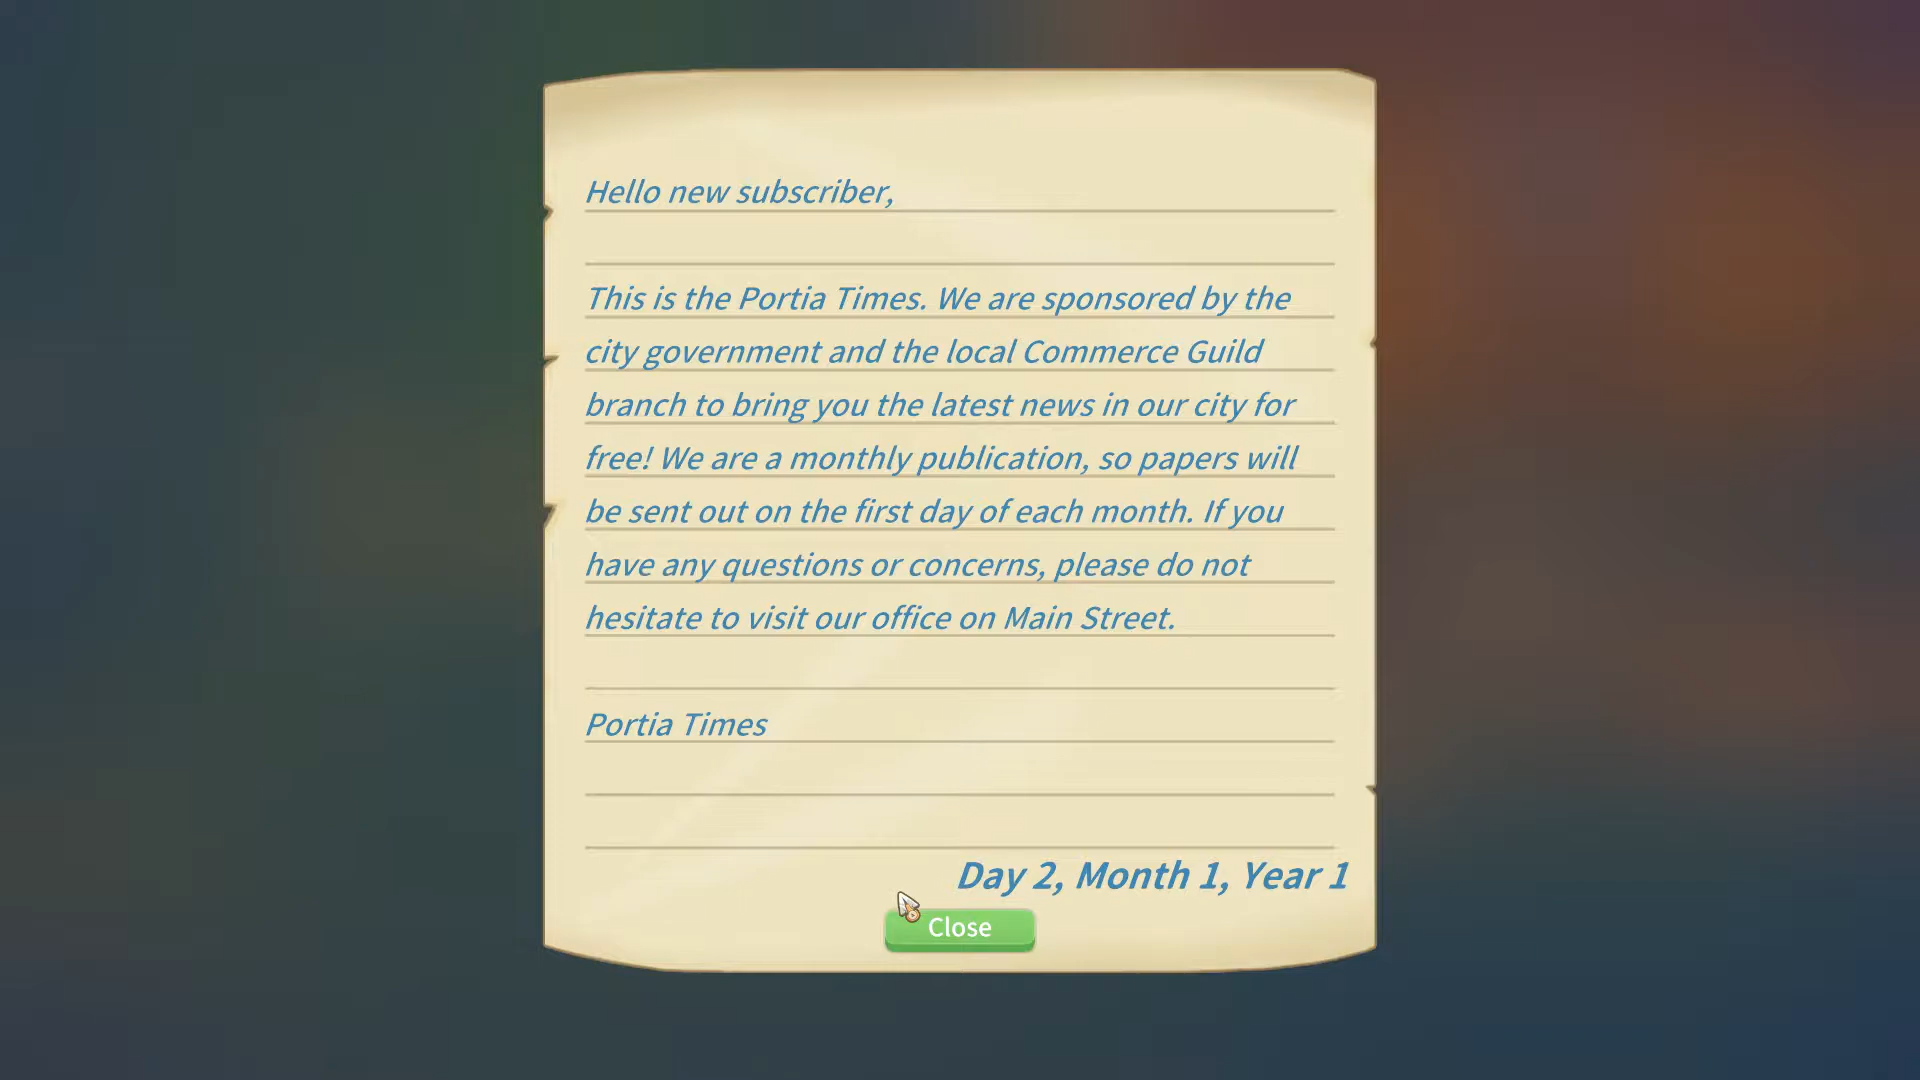 Hello new subscriber,
This is the Portia Times. We are sponsored by the
city government and the local Commerce Guild
branch to bring you the latest news in our city for
free! We are a monthly publication, so papers will
be sent out on the first day of each month. If you
have any questions or concerns, please do not
hesitate to visit our office on Main Street.
Portia Times
Day 2, Month 1, Year 1
Close